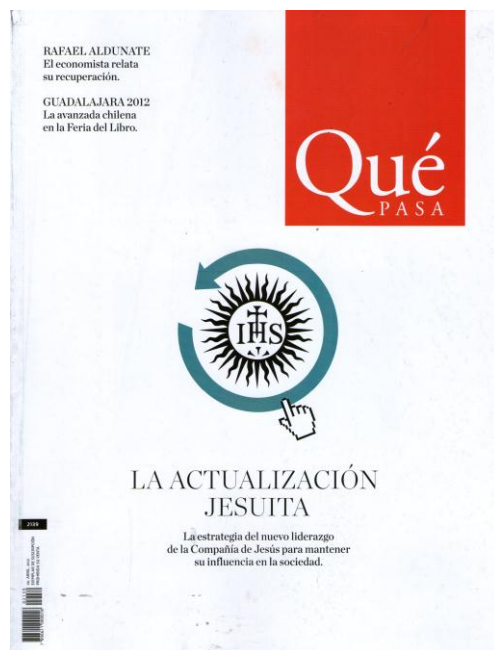 RAFAEL ALDUNATE
El economista relata
su recuperación.
GUADALAJARA 2012
La avanzada chilena
en la Feria del Libro.
Qué
PASA
IHS
LA ACTUALIZACIÓN
JESUITA
La estrategia del nuevo liderazgo
de la Compañía de Jesús para mantener
su influencia en la sociedad.
2139